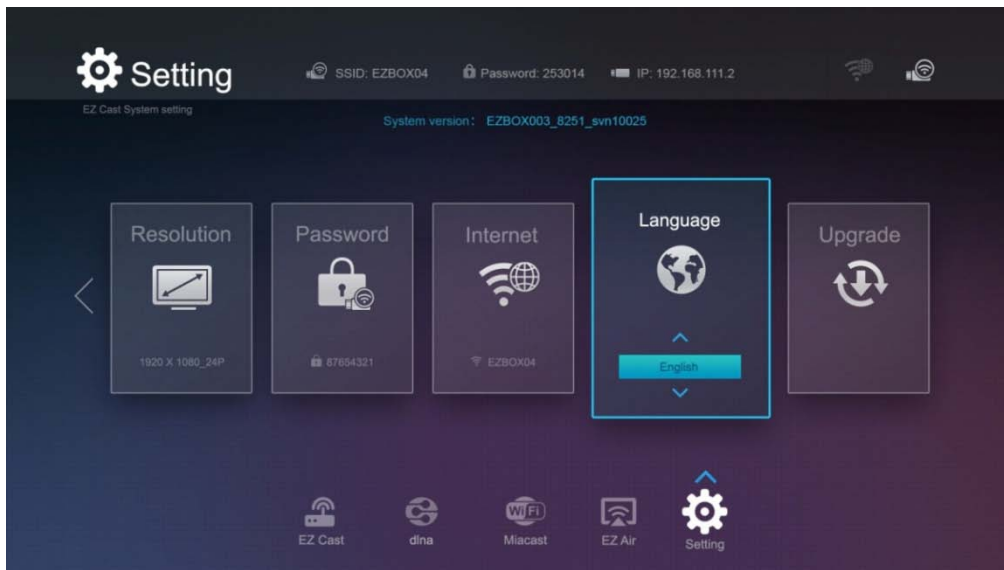 Setting
SSID: EZBOX04
Password: 253014
IP: 192.168.111.2
EZ Cast System setting
System version: EZBOX003_8251_svn10025
Resolution
1920 X 1080_24P
Password
87654321
Internet
EZBOX04
Language
English
Upgrade
EZ Cast
dlna
WiFi
Miacast
EZ Air
Setting